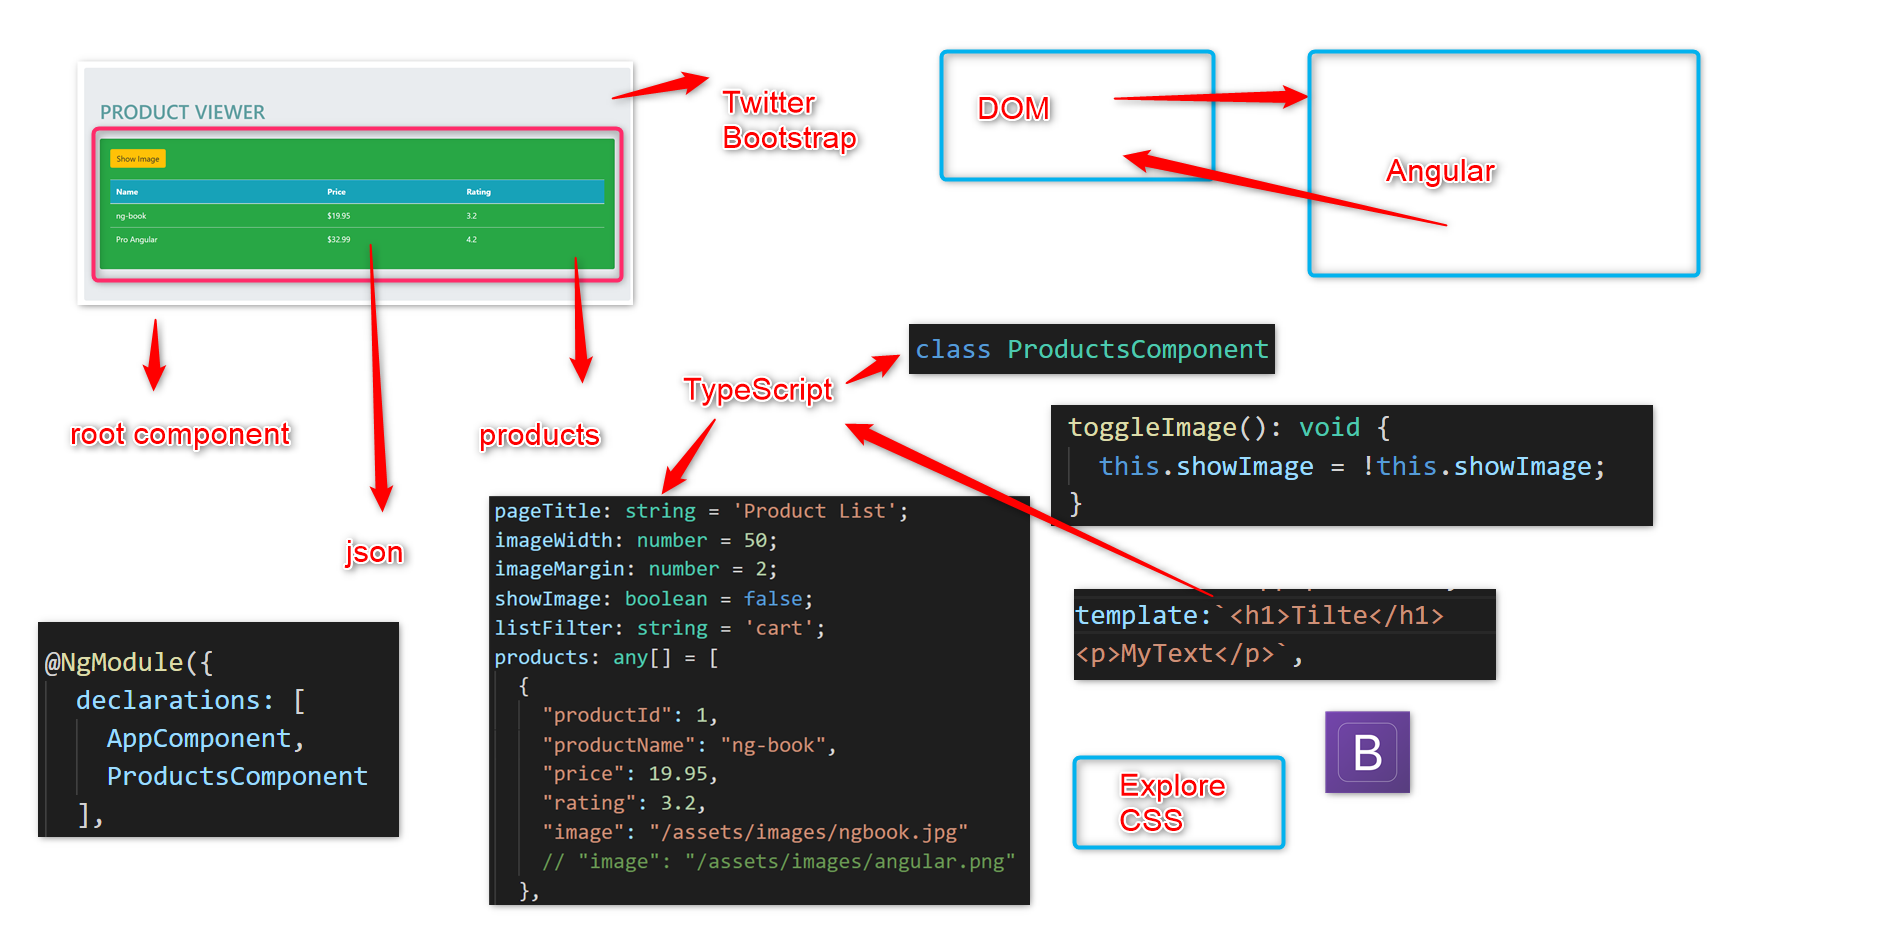 PRODUCT VIEWER
Show Image
Name Price Rating
ng-book $19.95 3.2
Pro Angular $32.99 4.2
Twitter
Bootstrap
DOM
Angular
root component
json
products
TypeScript
class ProductsComponent
toggleImage(): void {
this.showImage = !this.showImage;
}
pageTitle: string = 'Product List';
imageWidth: number = 50;
imageMargin: number = 2;
showImage: boolean = false;
listFilter: string = 'cart';
products: any[] = [
{
"productId": 1,
"productName": "ng-book",
"price": 19.95,
"rating": 3.2,
"image": "/assets/images/ngbook.jpg"
// "image": "/assets/images/angular.png"
},
template:`<h1>Tilte</h1>
<p>MyText</p>`,
@NgModule({
declarations: [
AppComponent,
ProductsComponent
],
Explore
CSS
B